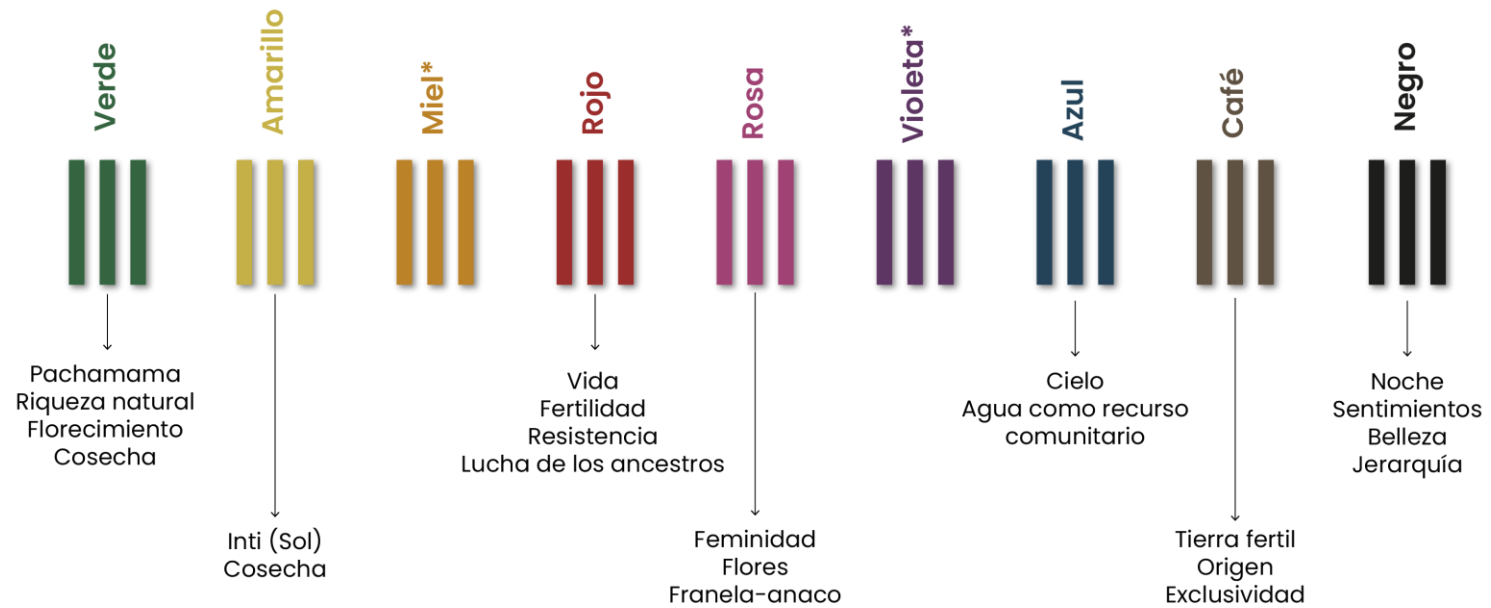 Verde
Amarillo
Miel*
Rojo
Rosa
Violeta*
Azul
Café
Negro
Pachamama
Riqueza natural
Florecimiento
Cosecha
Inti (Sol)
Cosecha
Vida
Fertilidad
Resistencia
Lucha de los ancestros
Feminidad
Flores
Franela-anaco
Cielo
Agua como recurso
comunitario
Tierra fertil
Origen
Exclusividad
Noche
Sentimientos
Belleza
Jerarquía